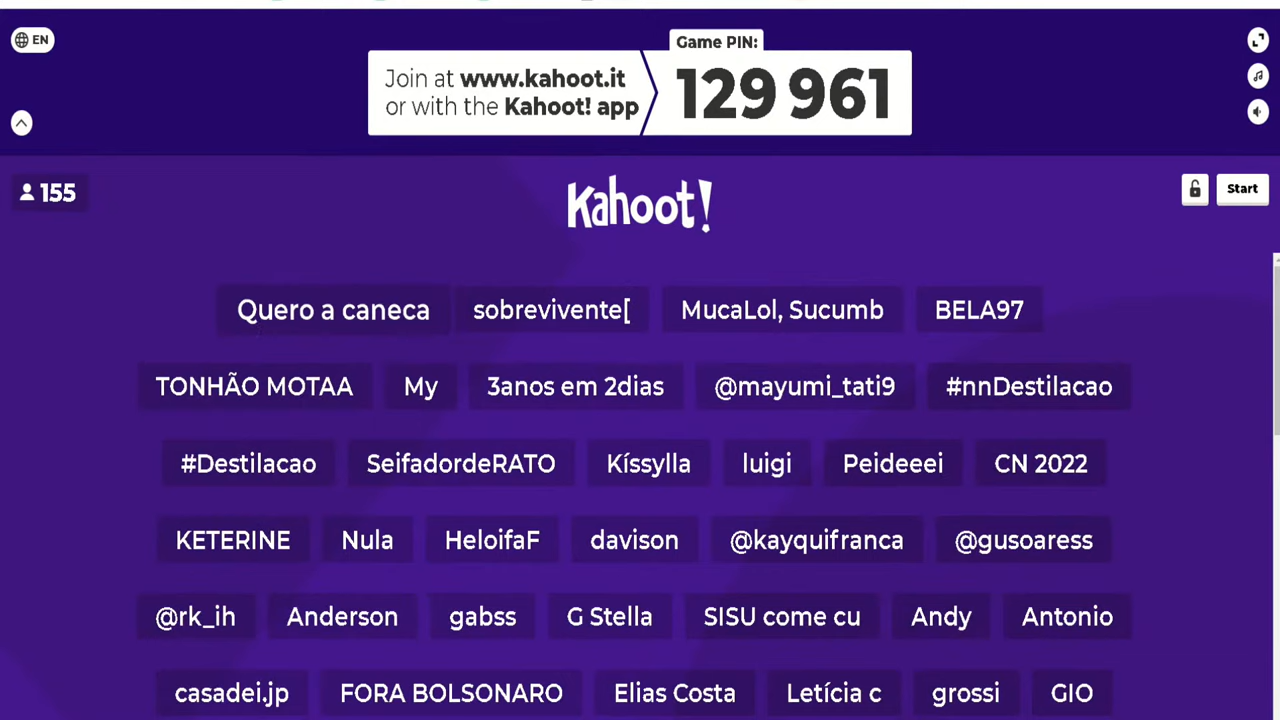 EN
Game PIN:
Join at www.kahoot.it
or with the Kahoot! app
129 961
155
Kahoot!
Start
Quero a caneca sobrevivente[ MucaLol, Sucumb BELA97
TONHÃO MOTAA My 3anos em 2dias @mayumi_tati9 #nnDestilacao
#Destilacao SeifadordeRATO Kíssylla luigi Peideeei CN 2022
KETERINE Nula HeloifaF davison @kayquifranca @gusoaress
@rk_ih Anderson gabss G Stella SISU come cu Andy Antonio
casadei.jp FORA BOLSONARO Elias Costa Letícia c grossi GIO